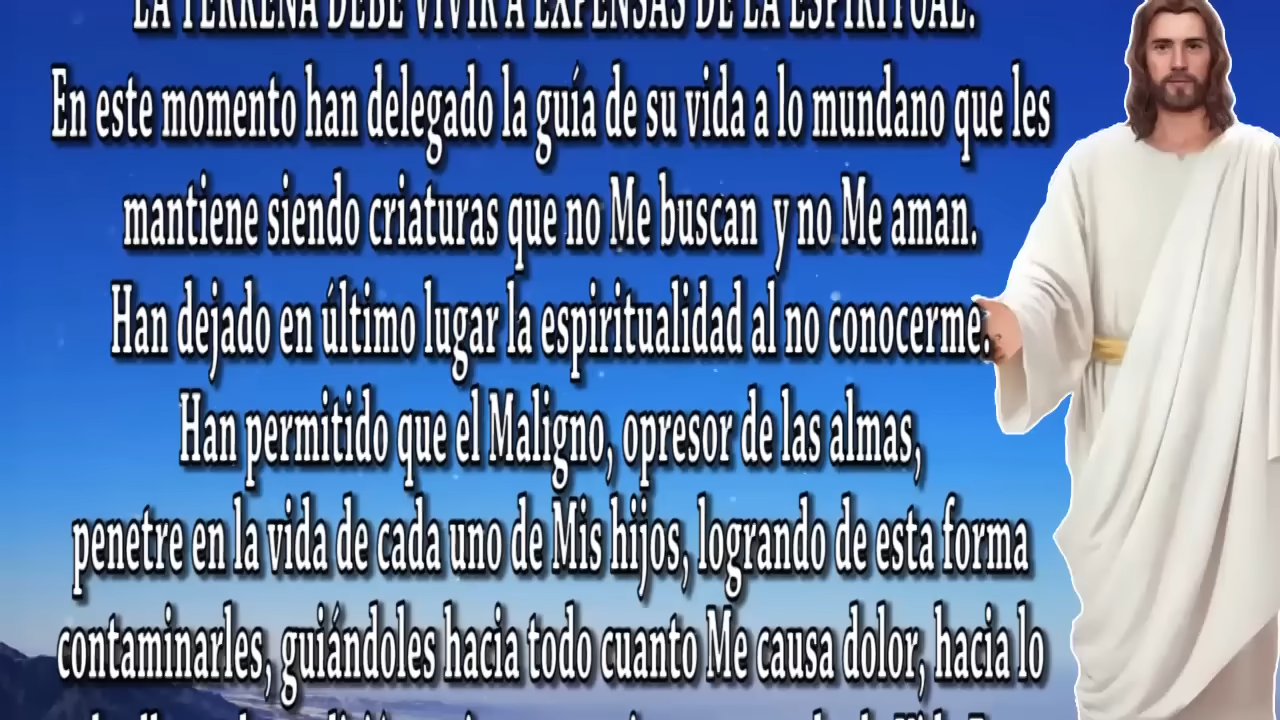 LA TERRENA DEBE VIVIR A EXPENSAS DE LA ESPIRITUAL.
En este momento han delegado la guía de su vida a lo mundano que les
mantiene siendo criaturas que no Me buscan y no Me aman.
Han dejado en último lugar la espiritualidad al no conocerme.
Han permitido que el Maligno, opresor de las almas,
penetre en la vida de cada uno de Mis hijos, logrando de esta forma
contaminarles, guiándoles hacia todo cuanto Me causa dolor, hacia lo